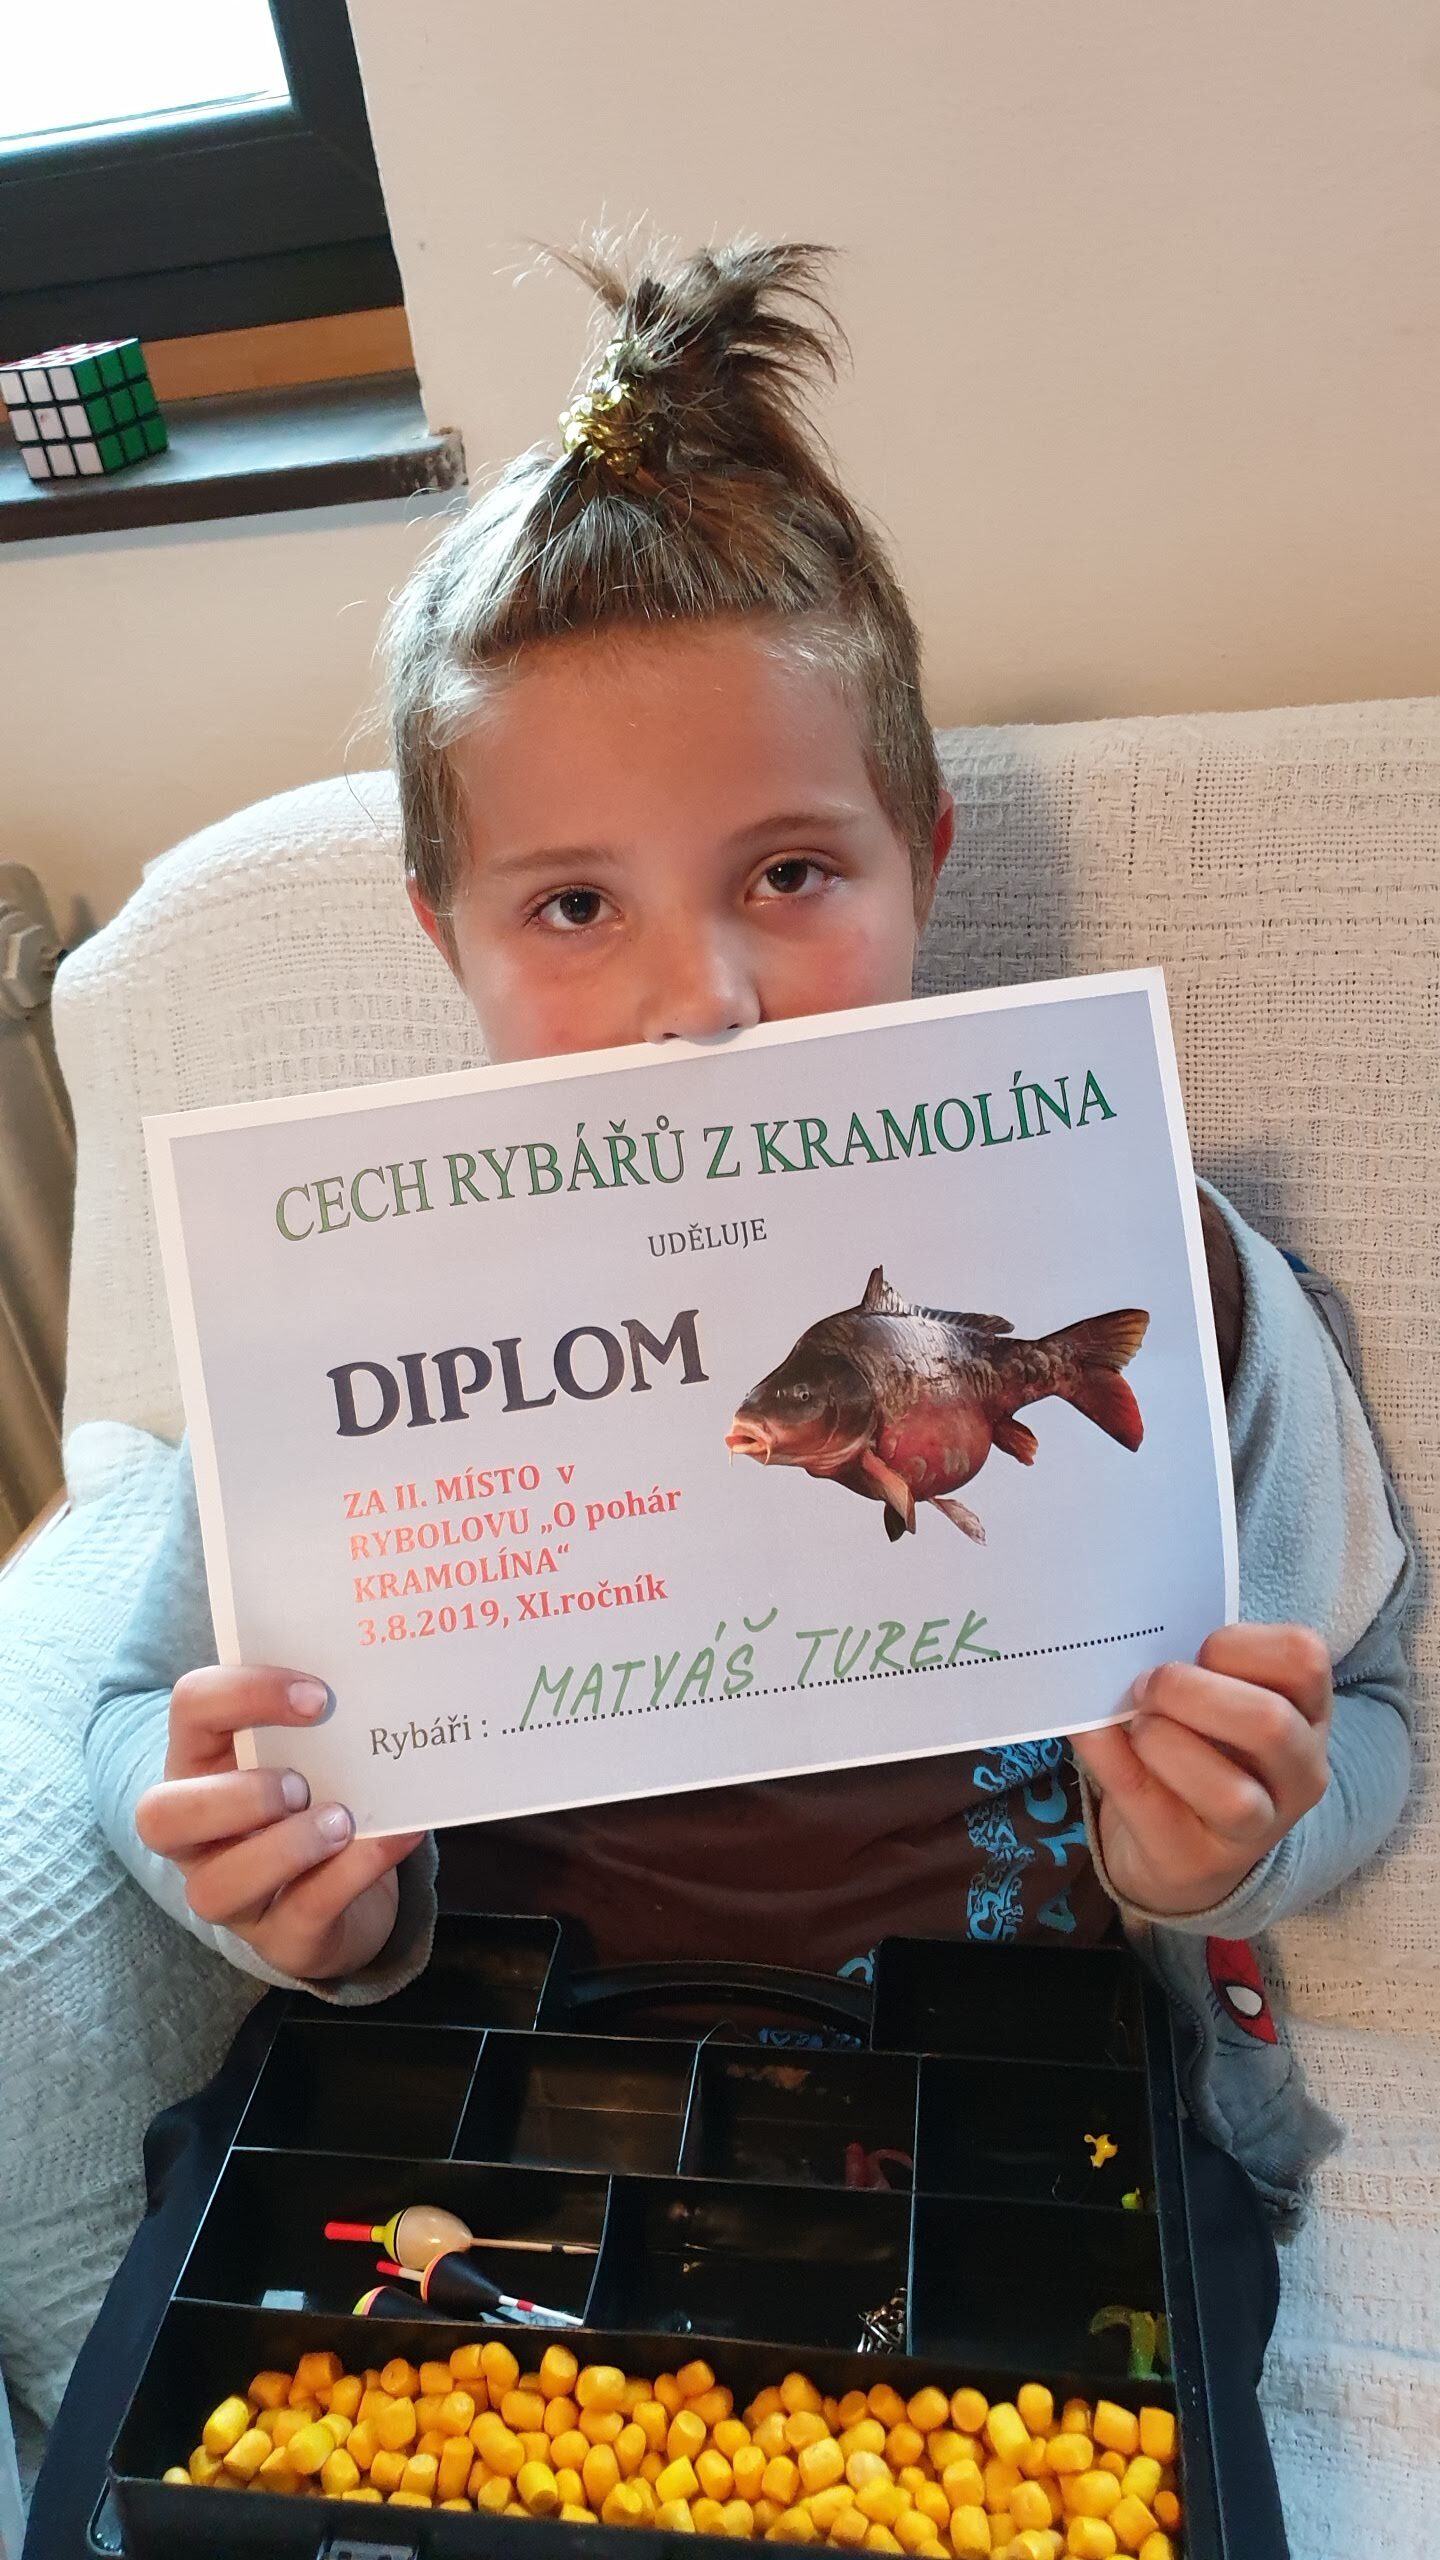 CECH RYBÁŘŮ Z KRAMOLÍNA
UDĚLUJE
DIPLOM
ZA II. MÍSTO v
RYBOLOVU „O pohár
KRAMOLÍNA“
3.8.2019, XI.ročník
Rybáři : MATYÁŠ TUREK